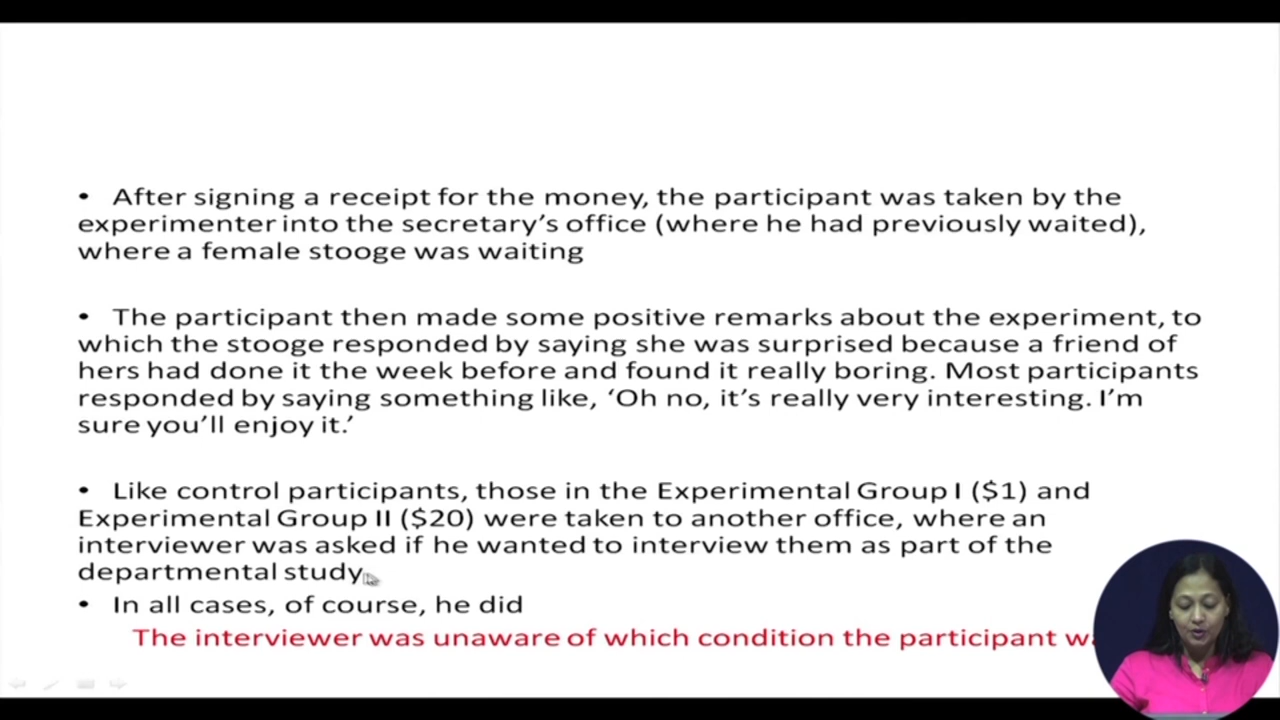 • After signing a receipt for the money, the participant was taken by the
experimenter into the secretary’s office (where he had previously waited),
where a female stooge was waiting
• The participant then made some positive remarks about the experiment, to
which the stooge responded by saying she was surprised because a friend of
hers had done it the week before and found it really boring. Most participants
responded by saying something like, ‘Oh no, it’s really very interesting. I’m
sure you’ll enjoy it.’
• Like control participants, those in the Experimental Group I ($1) and
Experimental Group II ($20) were taken to another office, where an
interviewer was asked if he wanted to interview them as part of the
departmental study
• In all cases, of course, he did
The interviewer was unaware of which condition the participant